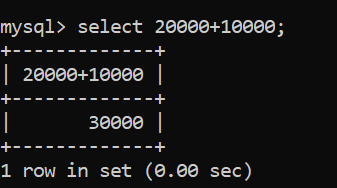 mysql> select 20000+10000;
+-------------+
| 20000+10000 |
+-------------+
|       30000 |
+-------------+
1 row in set (0.00 sec)